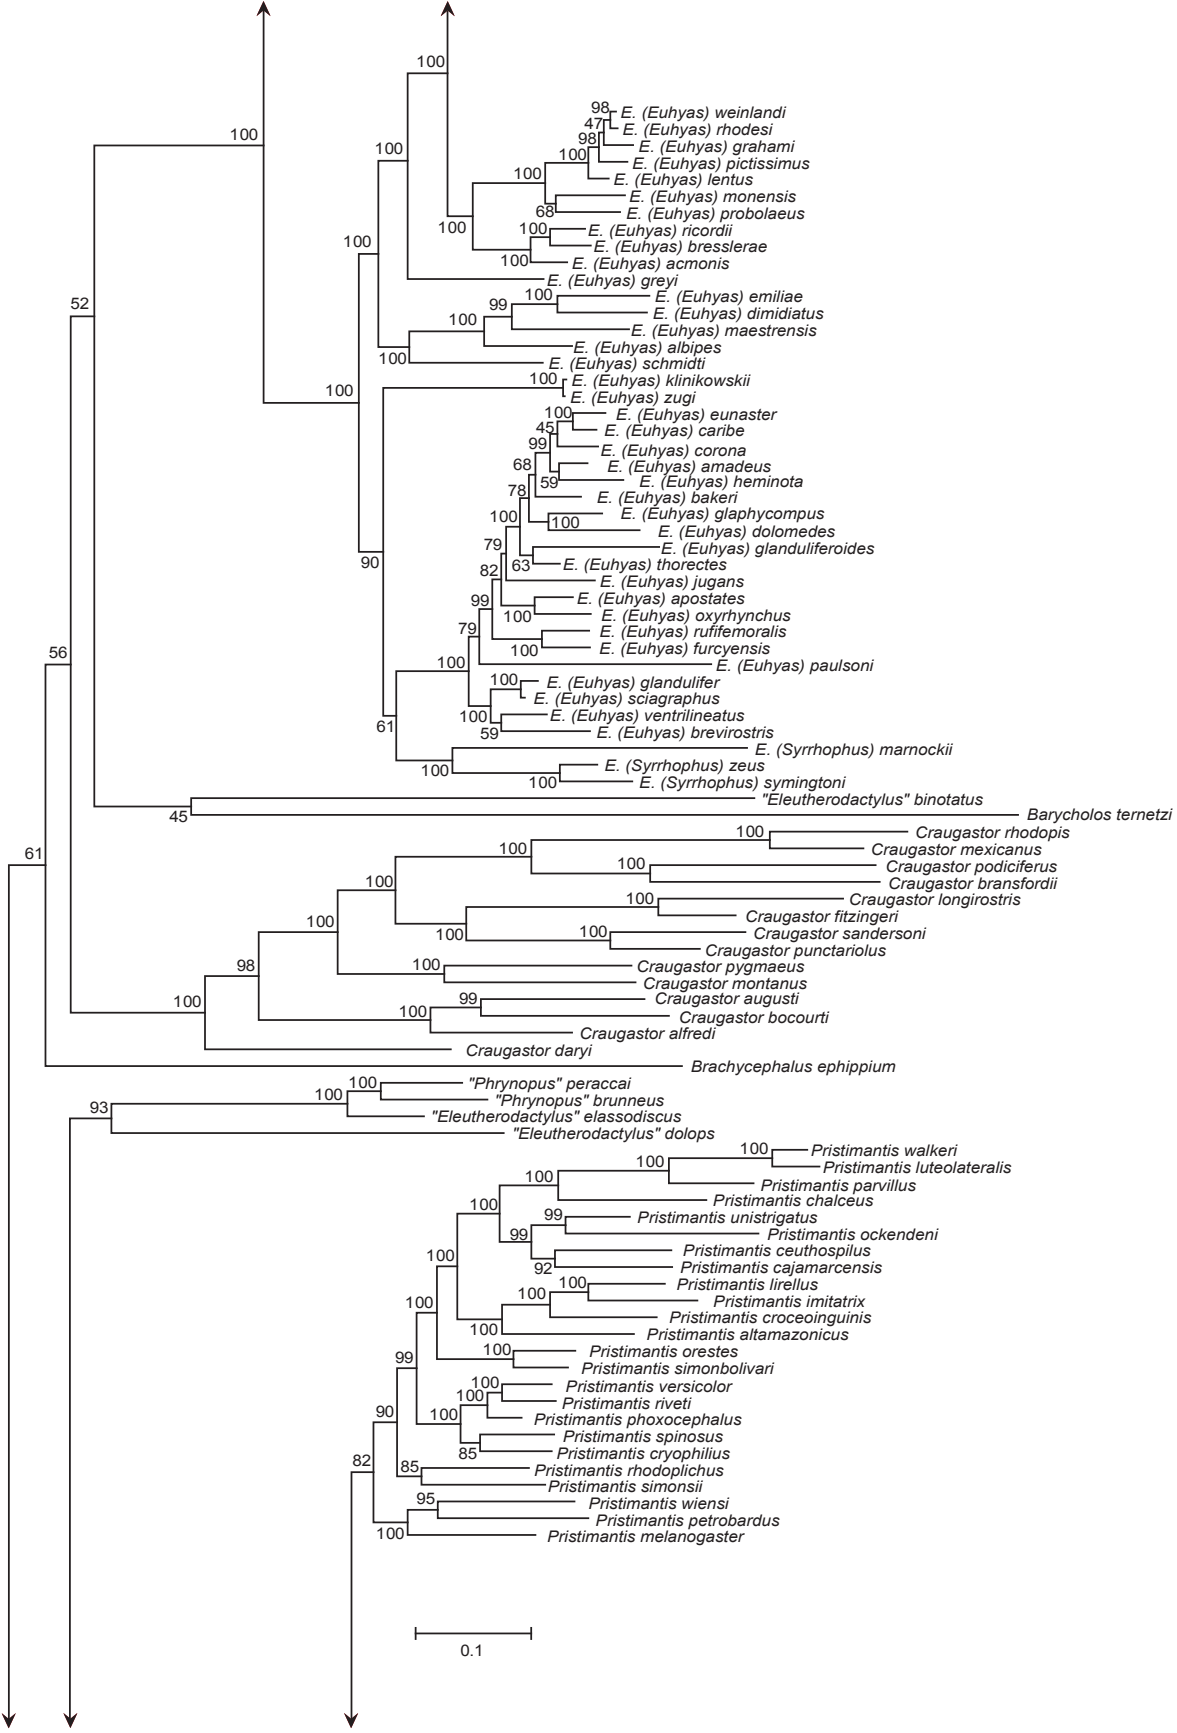 100
98
E. (Euhyas) weinlandi
47
E. (Euhyas) rhodesi
100
98
E. (Euhyas) grahami
100
100
E. (Euhyas) pictissimus
100
E. (Euhyas) lentus
E. (Euhyas) monensis
68
E. (Euhyas) probolaeus
100
100
E. (Euhyas) ricordii
100
E. (Euhyas) bresslerae
100
E. (Euhyas) acmonis
E. (Euhyas) greyi
52
100
E. (Euhyas) emiliae
99
E. (Euhyas) dimidiatus
100
E. (Euhyas) maestrensis
E. (Euhyas) albipes
100
E. (Euhyas) schmidti
100
100
E. (Euhyas) klinikowskii
E. (Euhyas) zugi
100
E. (Euhyas) eunaster
45
E. (Euhyas) caribe
99
E. (Euhyas) corona
68
E. (Euhyas) amadeus
59
E. (Euhyas) heminota
78
E. (Euhyas) bakeri
100
E. (Euhyas) glaphycompus
100
E. (Euhyas) dolomedes
79
E. (Euhyas) glanduliferoides
90
63
E. (Euhyas) thorectes
82
E. (Euhyas) jugans
99
E. (Euhyas) apostates
100
E. (Euhyas) oxyrhynchus
79
E. (Euhyas) rufifemoralis
100
E. (Euhyas) furcyensis
56
100
E. (Euhyas) paulsoni
100
E. (Euhyas) glandulifer
E. (Euhyas) sciagraphus
100
E. (Euhyas) ventrilineatus
61
59
E. (Euhyas) brevirostris
E. (Syrrhophus) marnockii
100
E. (Syrrhophus) zeus
100
E. (Syrrhophus) symingtoni
"Eleutherodactylus" binotatus
45
Barycholos ternetzi
100
Craugastor rhodopis
61
100
Craugastor mexicanus
100
Craugastor podiciferus
100
Craugastor bransfordii
100
Craugastor longirostris
Craugastor fitzingeri
100
100
100
Craugastor sandersoni
Craugastor punctariolus
98
100
Craugastor pygmaeus
Craugastor montanus
100
99
Craugastor augusti
100
Craugastor bocourti
Craugastor alfredi
Craugastor daryi
Brachycephalus ephippium
100
"Phrynopus" peraccai
100
"Phrynopus" brunneus
93
"Eleutherodactylus" elassodiscus
"Eleutherodactylus" dolops
100
Pristimantis walkeri
100
Pristimantis luteolateralis
100
Pristimantis parvillus
100
Pristimantis chalceus
99
Pristimantis unistrigatus
99
Pristimantis ockendeni
100
Pristimantis ceuthospilus
92
Pristimantis cajamarcensis
100
Pristimantis lirellus
100
100
Pristimantis imitatrix
Pristimantis croceoinguinis
100
Pristimantis altamazonicus
99
100
Pristimantis orestes
Pristimantis simonbolivari
100
Pristimantis versicolor
100
Pristimantis riveti
90
100
Pristimantis phoxocephalus
Pristimantis spinosus
85
Pristimantis cryophilius
82
85
Pristimantis rhodoplichus
Pristimantis simonsii
95
Pristimantis wiensi
Pristimantis petrobardus
100
Pristimantis melanogaster
0.1